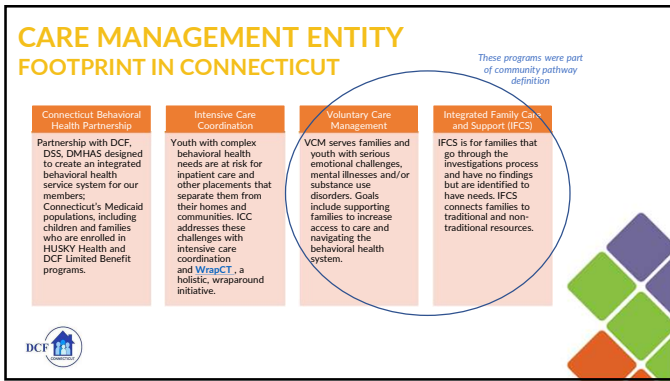 CARE MANAGEMENT ENTITY
FOOTPRINT IN CONNECTICUT
These programs were part
of community pathway
definition
Connecticut Behavioral
Health Partnership
Partnership with DCF,
DSS, DMHAS designed
to create an integrated
behavioral health
service system for our
members;
Connecticut's Medicaid
populations, including
children and families
who are enrolled in
HUSKY Health and
DCF Limited Benefit
programs.
Intensive Care
Coordination
Youth with complex
behavioral health
needs are at risk for
inpatient care and
other placements that
separate them from
their homes and
communities. ICC
addresses these
challenges with
intensive care
coordination
and WrapCT , a
holistic, wraparound
initiative.
Voluntary Care
Management
VCM serves families and
youth with serious
emotional challenges,
mental illnesses and/or
substance use
disorders. Goals
include supporting
families to increase
access to care and
navigating the
behavioral health
system.
Integrated Family Care
and Support (IFCS)
IFCS is for families that
go through the
investigations process
and have no findings
but are identified to
have needs. IFCS
connects families to
traditional and non-
traditional resources.
DCF
CONNECTICUT